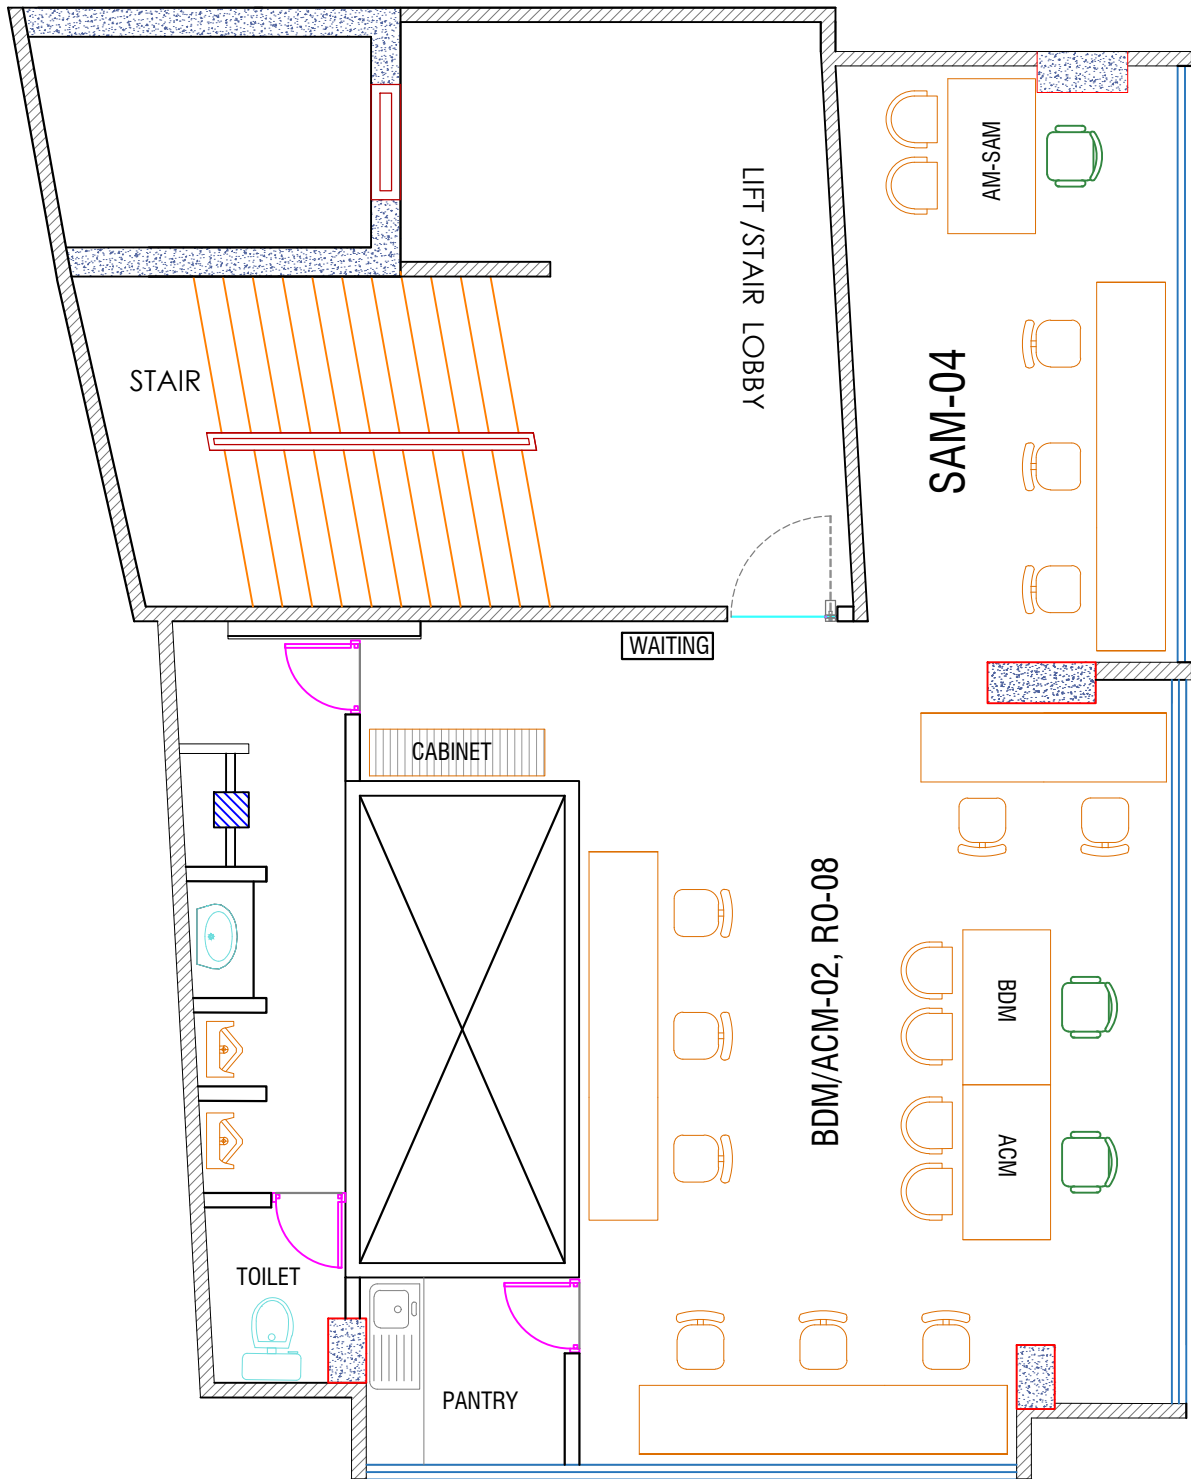 AM-SAM
LIFT /STAIR LOBBY
STAIR
SAM-04
WAITING
CABINET
BDM/ACM-02, RO-08
BDM
ACM
TOILET
PANTRY